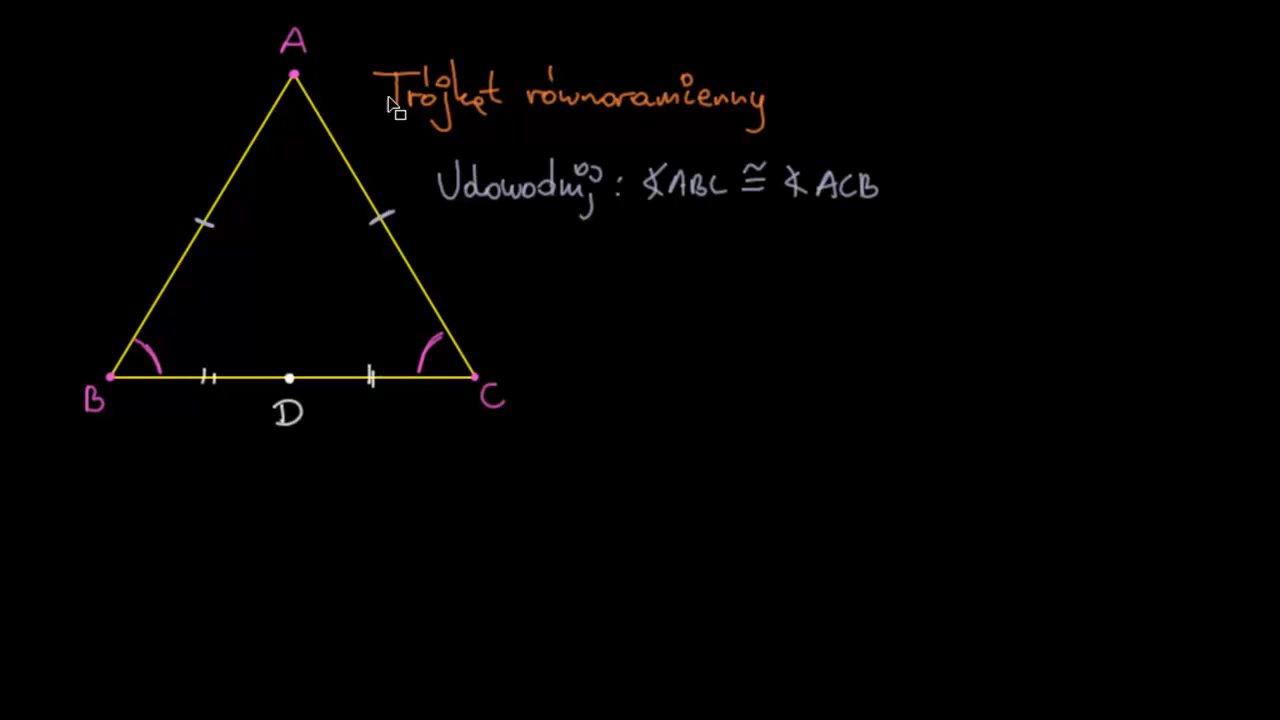 A
Trójkąt równoramienny
Udowodnij: ∢ABC ≅ ∢ACB
B
D
C